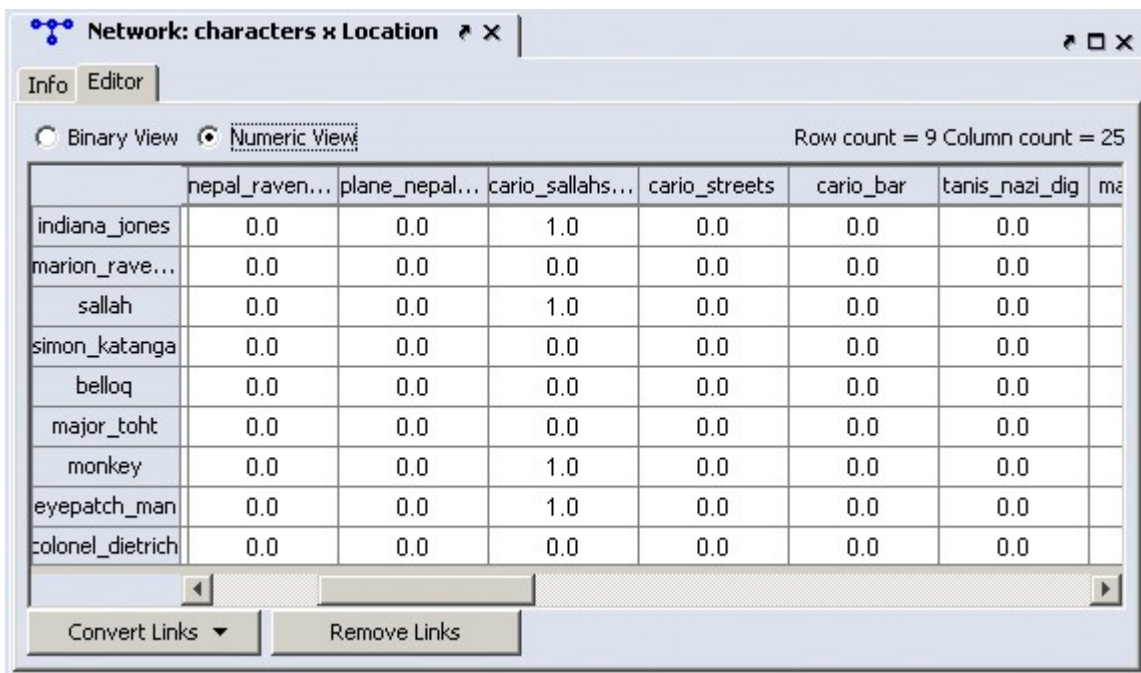 Network: characters x Location
Info Editor
Binary View Numeric View Row count = 9 Column count = 25
nepal_raven... plane_nepal... cario_sallahs... cario_streets cario_bar tanis_nazi_dig ma
indiana_jones 0.0 0.0 1.0 0.0 0.0 0.0
marion_rave... 0.0 0.0 0.0 0.0 0.0 0.0
sallah 0.0 0.0 1.0 0.0 0.0 0.0
simon_katanga 0.0 0.0 0.0 0.0 0.0 0.0
belloq 0.0 0.0 0.0 0.0 0.0 0.0
major_toht 0.0 0.0 0.0 0.0 0.0 0.0
monkey 0.0 0.0 1.0 0.0 0.0 0.0
eyepatch_man 0.0 0.0 1.0 0.0 0.0 0.0
colonel_dietrich 0.0 0.0 0.0 0.0 0.0 0.0
Convert Links Remove Links